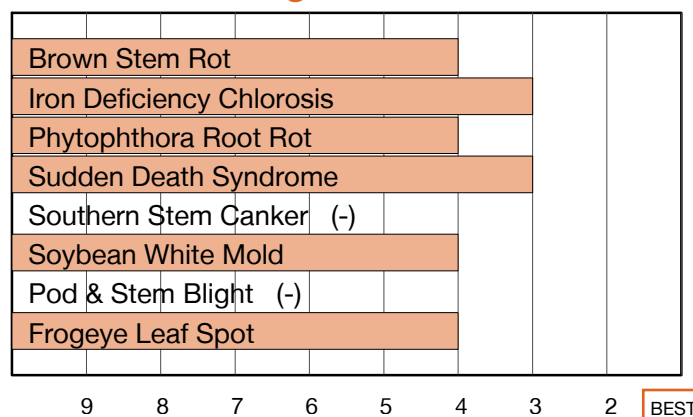 Brown Stem Rot
Iron Deficiency Chlorosis
Phytophthora Root Rot
Sudden Death Syndrome
Southern Stem Canker (-)
Soybean White Mold
Pod & Stem Blight (-)
Frogeye Leaf Spot
9 8 7 6 5 4 3 2 BEST